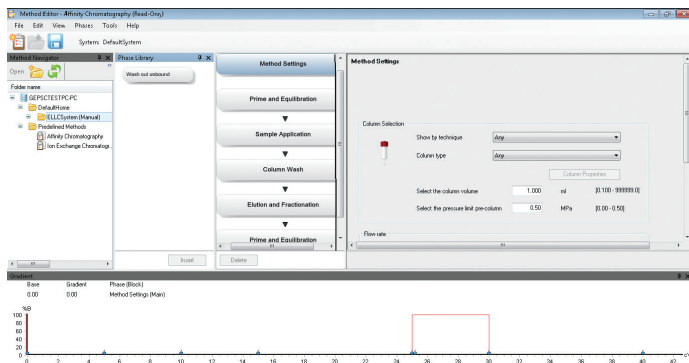 Method Editor - Affinity Chromatography (Read-Only)
File Edit View Phases Tools Help
System: DefaultSystem
Method Navigator
Open
Folder name
GEPSCTESTPC-PC
DefaultHome
ELLCSystem (Manual)
Predefined Methods
Affinity Chromatography
Ion Exchange Chromatogr..
Phase Library
Wash out unbound
Insert
Method Settings
Prime and Equilibration
Sample Application
Column Wash
Elution and Fractionation
Prime and Equilibration
Delete
Method Settings
Column Selection
Show by technique Any
Column type Any
Column Properties
Select the column volume 1.000 ml [0.100 - 999999.0]
Select the pressure limit pre-column 0.50 MPa [0.00 - 0.50]
Flow rate
Gradient
Base Gradient Phase (Block)
0.00 0.00 Method Settings (Main)
%B
100
80
60
40
20
0
0 2 4 6 8 10 12 14 16 18 20 22 24 26 28 30 32 34 36 38 40 42